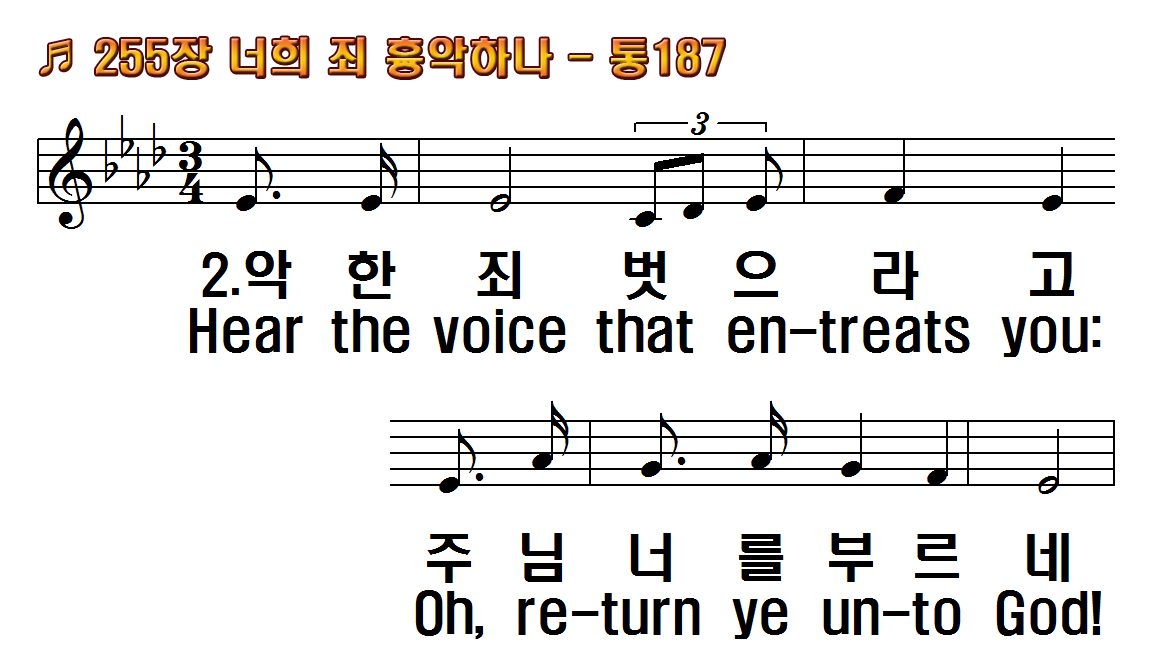 ♬ 255장 너희 죄 흉악하나 - 통187
3
3
4
2.악 한 죄 벗 으 라 고
Hear the voice that en-treats you:
주 님 너 를 부 르 네
Oh, re-turn ye un-to God!